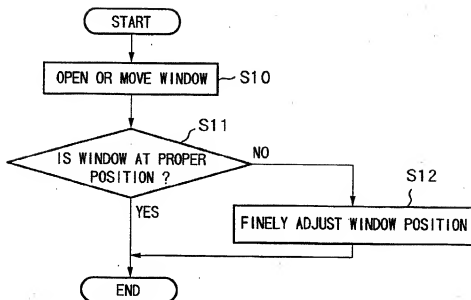 START
OPEN OR MOVE WINDOW
S10
S11
IS WINDOW AT PROPER
POSITION ?
NO
S12
YES
FINELY ADJUST WINDOW POSITION
END